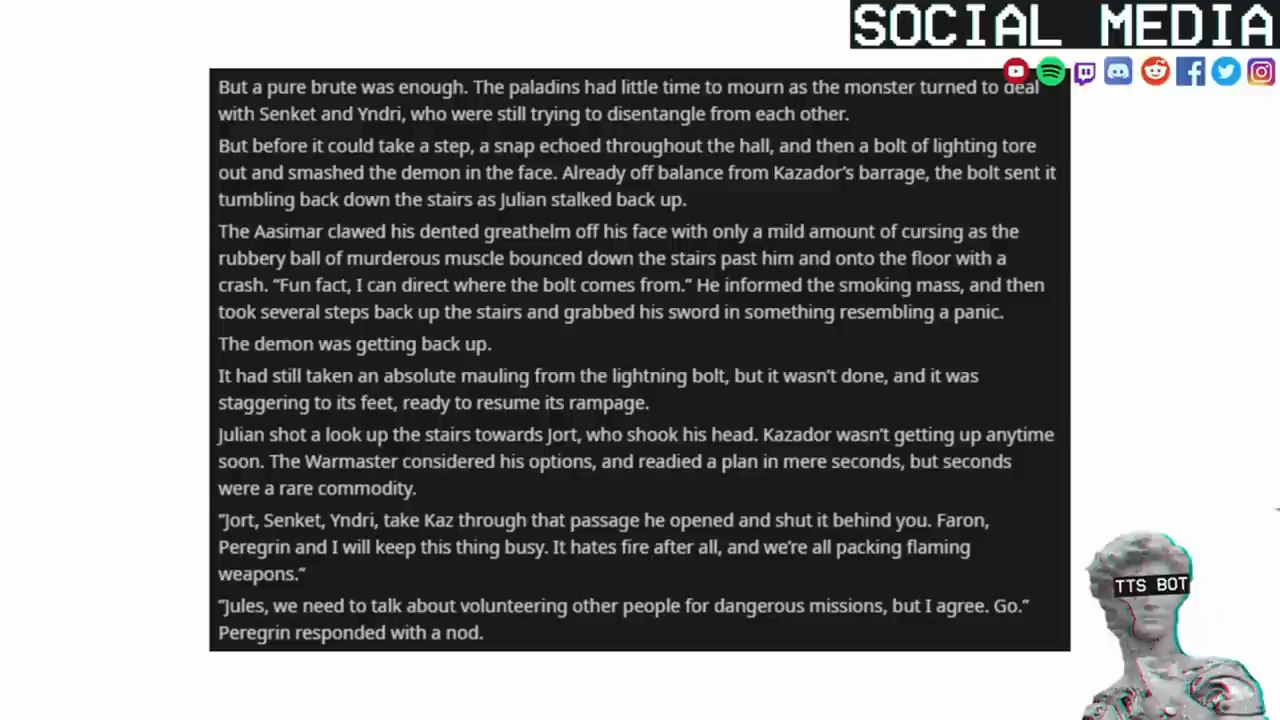 SOCIAL MEDIA
But a pure brute was enough. The paladins had little time to mourn as the monster turned to deal
with Senket and Yndri, who were still trying to disentangle from each other.
But before it could take a step, a snap echoed throughout the hall, and then a bolt of lighting tore
out and smashed the demon in the face. Already off balance from Kazador’s barrage, the bolt sent it
tumbling back down the stairs as Julian stalked back up.
The Aasimar clawed his dented greathelm off his face with only a mild amount of cursing as the
rubbery ball of murderous muscle bounced down the stairs past him and onto the floor with a
crash. “Fun fact, I can direct where the bolt comes from.” He informed the smoking mass, and then
took several steps back up the stairs and grabbed his sword in something resembling a panic.
The demon was getting back up.
It had still taken an absolute mauling from the lightning bolt, but it wasn’t done, and it was
staggering to its feet, ready to resume its rampage.
Julian shot a look up the stairs towards Jort, who shook his head. Kazador wasn’t getting up anytime
soon. The Warmaster considered his options, and readied a plan in mere seconds, but seconds
were a rare commodity.
“Jort, Senket, Yndri, take Kaz through that passage he opened and shut it behind you. Faron,
Peregrin and I will keep this thing busy. It hates fire after all, and we’re all packing flaming
weapons.”
“Jules, we need to talk about volunteering other people for dangerous missions, but I agree. Go.”
Peregrin responded with a nod.
TTS BOT